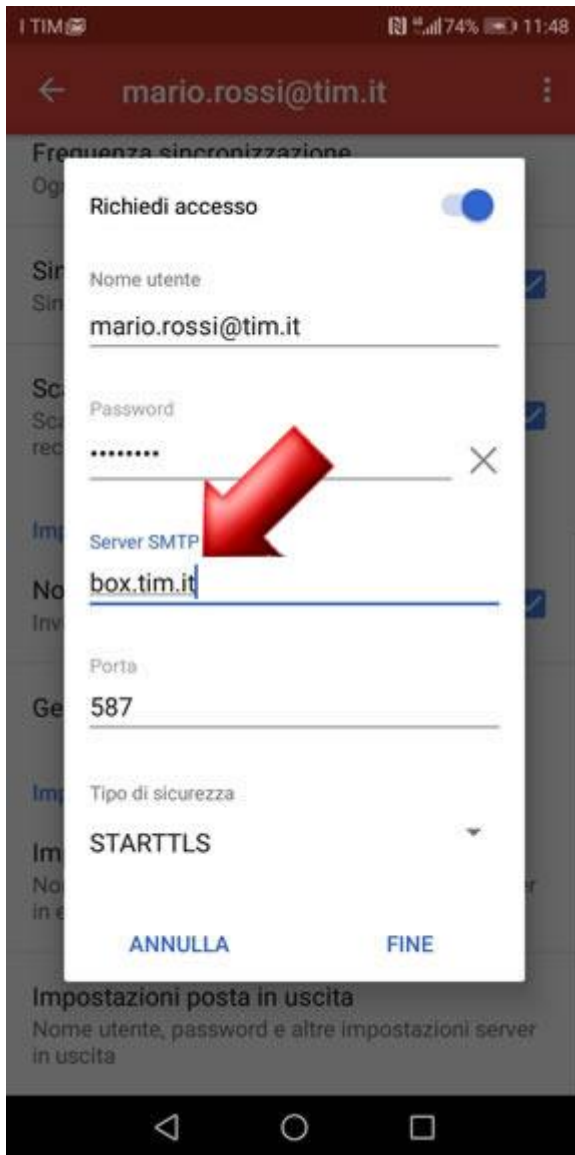 I TIM 74% 11:48
mario.rossi@tim.it
Frequenza sincronizzazione
Richiedi accesso
Nome utente
mario.rossi@tim.it
Password
••••••••
Server SMTP
box.tim.it
Porta
587
Tipo di sicurezza
STARTTLS
ANNULLA FINE
Impostazioni posta in uscita
Nome utente, password e altre impostazioni server
in uscita